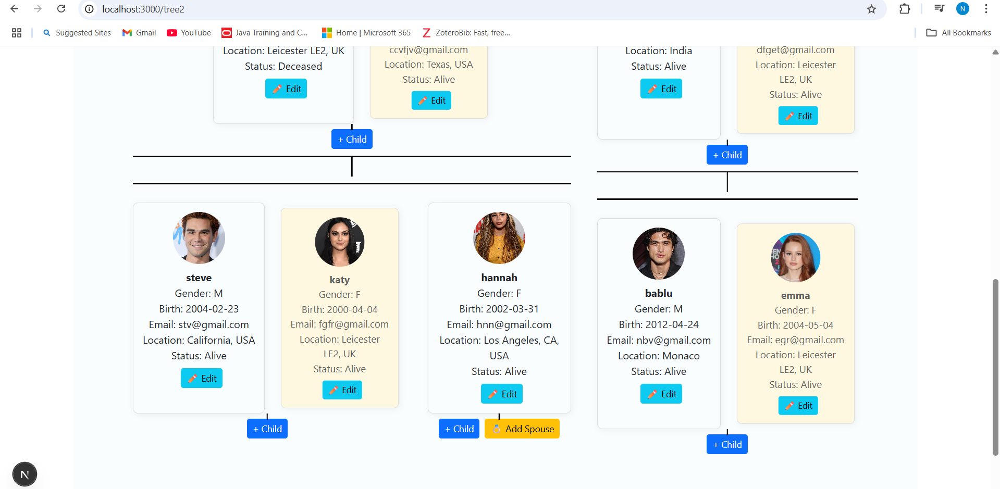 localhost:3000/tree2
N
Suggested Sites
Gmail
YouTube
Java Training and C...
Home | Microsoft 365
ZoteroBib: Fast, free...
All Bookmarks
Location: Leicester LE2, UK
Status: Deceased
Edit
ccvfjv@gmail.com
Location: Texas, USA
Status: Alive
Edit
+ Child
Location: India
Status: Alive
Edit
dfget@gmail.com
Location: Leicester
LE2, UK
Status: Alive
Edit
+ Child
steve
Gender: M
Birth: 2004-02-23
Email: stv@gmail.com
Location: California, USA
Status: Alive
Edit
katy
Gender: F
Birth: 2000-04-04
Email: fgfr@gmail.com
Location: Leicester
LE2, UK
Status: Alive
Edit
+ Child
hannah
Gender: F
Birth: 2002-03-31
Email: hnn@gmail.com
Location: Los Angeles, CA,
USA
Status: Alive
Edit
+ Child
Add Spouse
bablu
Gender: M
Birth: 2012-04-24
Email: nbv@gmail.com
Location: Monaco
Status: Alive
Edit
emma
Gender: F
Birth: 2004-05-04
Email: egr@gmail.com
Location: Leicester
LE2, UK
Status: Alive
Edit
+ Child
N